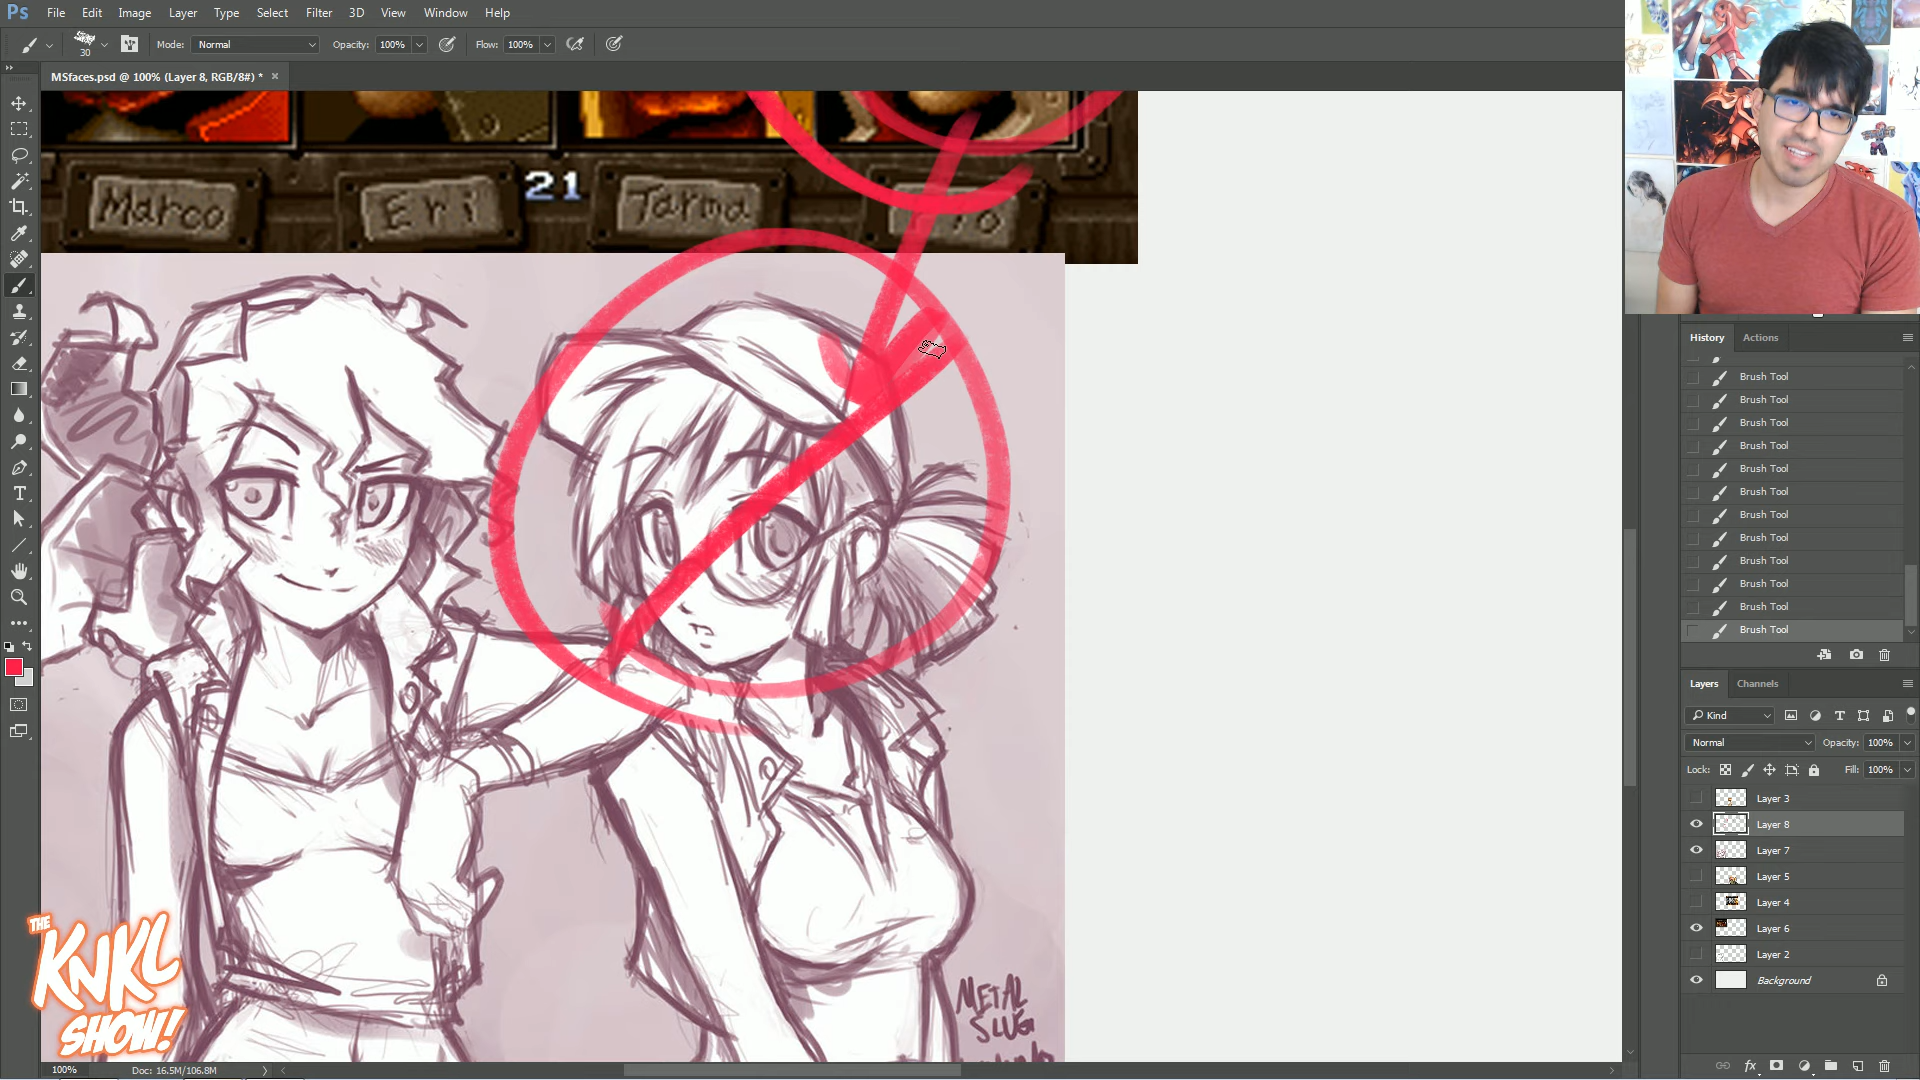 Ps File Edit Image Layer Type Select Filter 3D View Window Help
30 Mode: Normal Opacity: 100% Flow: 100%
MSfaces.psd @ 100% (Layer 8, RGB/8#) * ×
Marco Eri 21 Tarma
METAL
SLUG
THE
KNKL
SHOW!
100% Doc: 16.5M/106.8M
History Actions
Brush Tool
Brush Tool
Brush Tool
Brush Tool
Brush Tool
Brush Tool
Brush Tool
Brush Tool
Brush Tool
Brush Tool
Brush Tool
Brush Tool
Layers Channels
Kind
Normal Opacity: 100%
Lock: Fill: 100%
Layer 3
Layer 8
Layer 7
Layer 5
Layer 4
Layer 6
Layer 2
Background